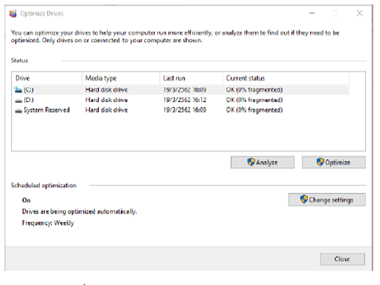 Optimize Drives
You can optimize your drives to help your computer run more efficiently, or analyze them to find out if they need to be
optimized. Only drives on or connected to your computer are shown.
Status
Drive Media type Last run Current status
(C:) Hard disk drive 19/3/2562 16:09 OK (0% fragmented)
(D:) Hard disk drive 19/3/2562 16:12 OK (0% fragmented)
System Reserved Hard disk drive 19/3/2562 16:09 OK (0% fragmented)
Analyze Optimize
Scheduled optimization
On Change settings
Drives are being optimized automatically.
Frequency: Weekly
Close